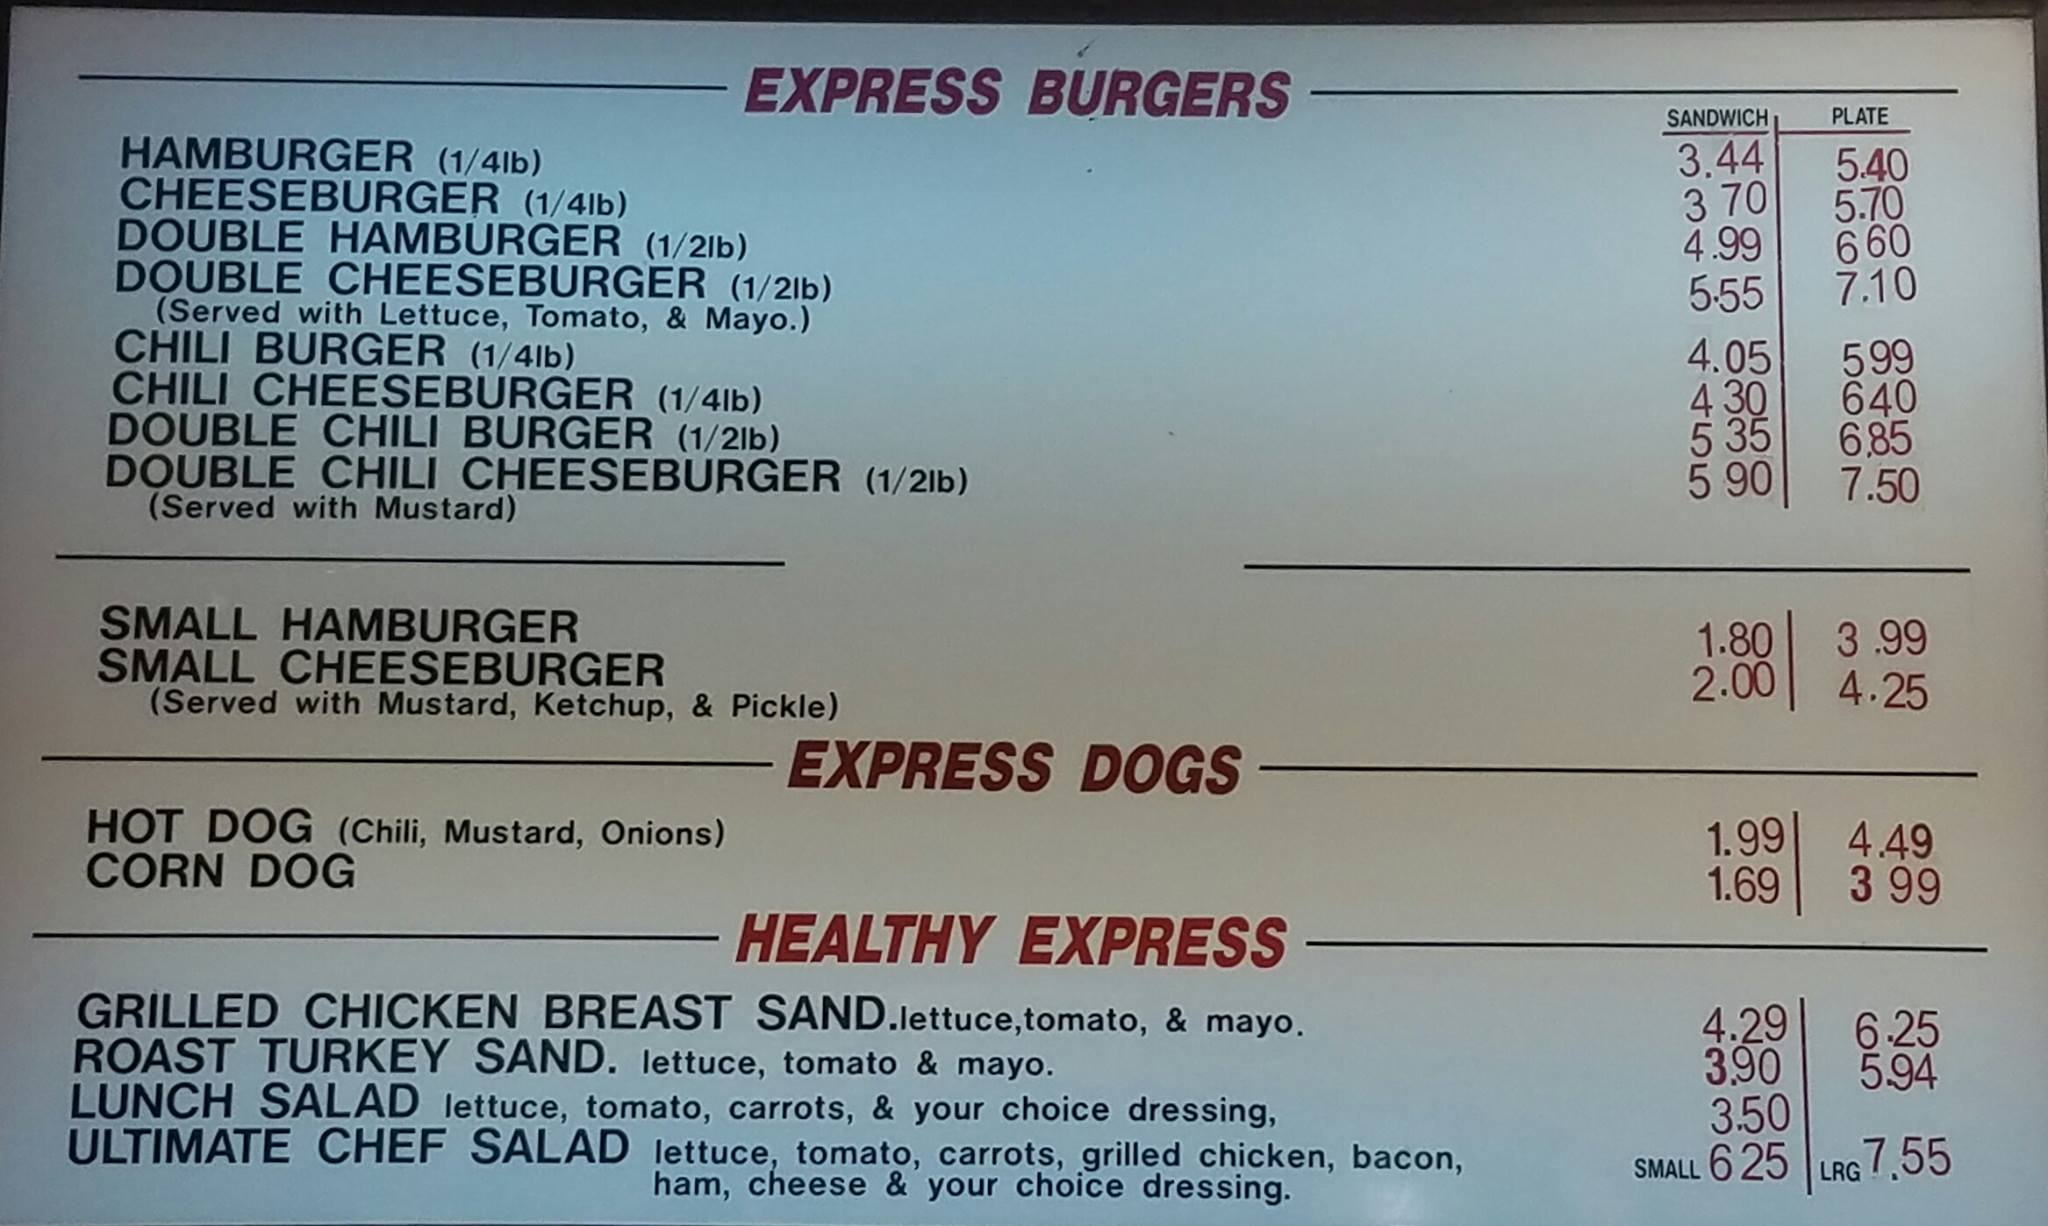 EXPRESS BURGERS
SANDWICH PLATE
HAMBURGER (1/4lb) 3.44 5.40
CHEESEBURGER (1/4lb) 3 70 5.70
DOUBLE HAMBURGER (1/2lb) 4.99 6 60
DOUBLE CHEESEBURGER (1/2lb) 5.55 7.10
(Served with Lettuce, Tomato, & Mayo.)
CHILI BURGER (1/4lb) 4.05 5 99
CHILI CHEESEBURGER (1/4lb) 4 30 6 40
DOUBLE CHILI BURGER (1/2lb) 5 35 6.85
DOUBLE CHILI CHEESEBURGER (1/2lb) 5 90 7.50
(Served with Mustard)
SMALL HAMBURGER 1.80 3.99
SMALL CHEESEBURGER 2.00 4.25
(Served with Mustard, Ketchup, & Pickle)
EXPRESS DOGS
HOT DOG (Chili, Mustard, Onions) 1.99 4.49
CORN DOG 1.69 3 99
HEALTHY EXPRESS
GRILLED CHICKEN BREAST SAND.lettuce,tomato, & mayo. 4.29 6.25
ROAST TURKEY SAND. lettuce, tomato & mayo. 3.90 5.94
LUNCH SALAD lettuce, tomato, carrots, & your choice dressing, 3.50
ULTIMATE CHEF SALAD lettuce, tomato, carrots, grilled chicken, bacon, SMALL 6 25 LRG 7.55
ham, cheese & your choice dressing.